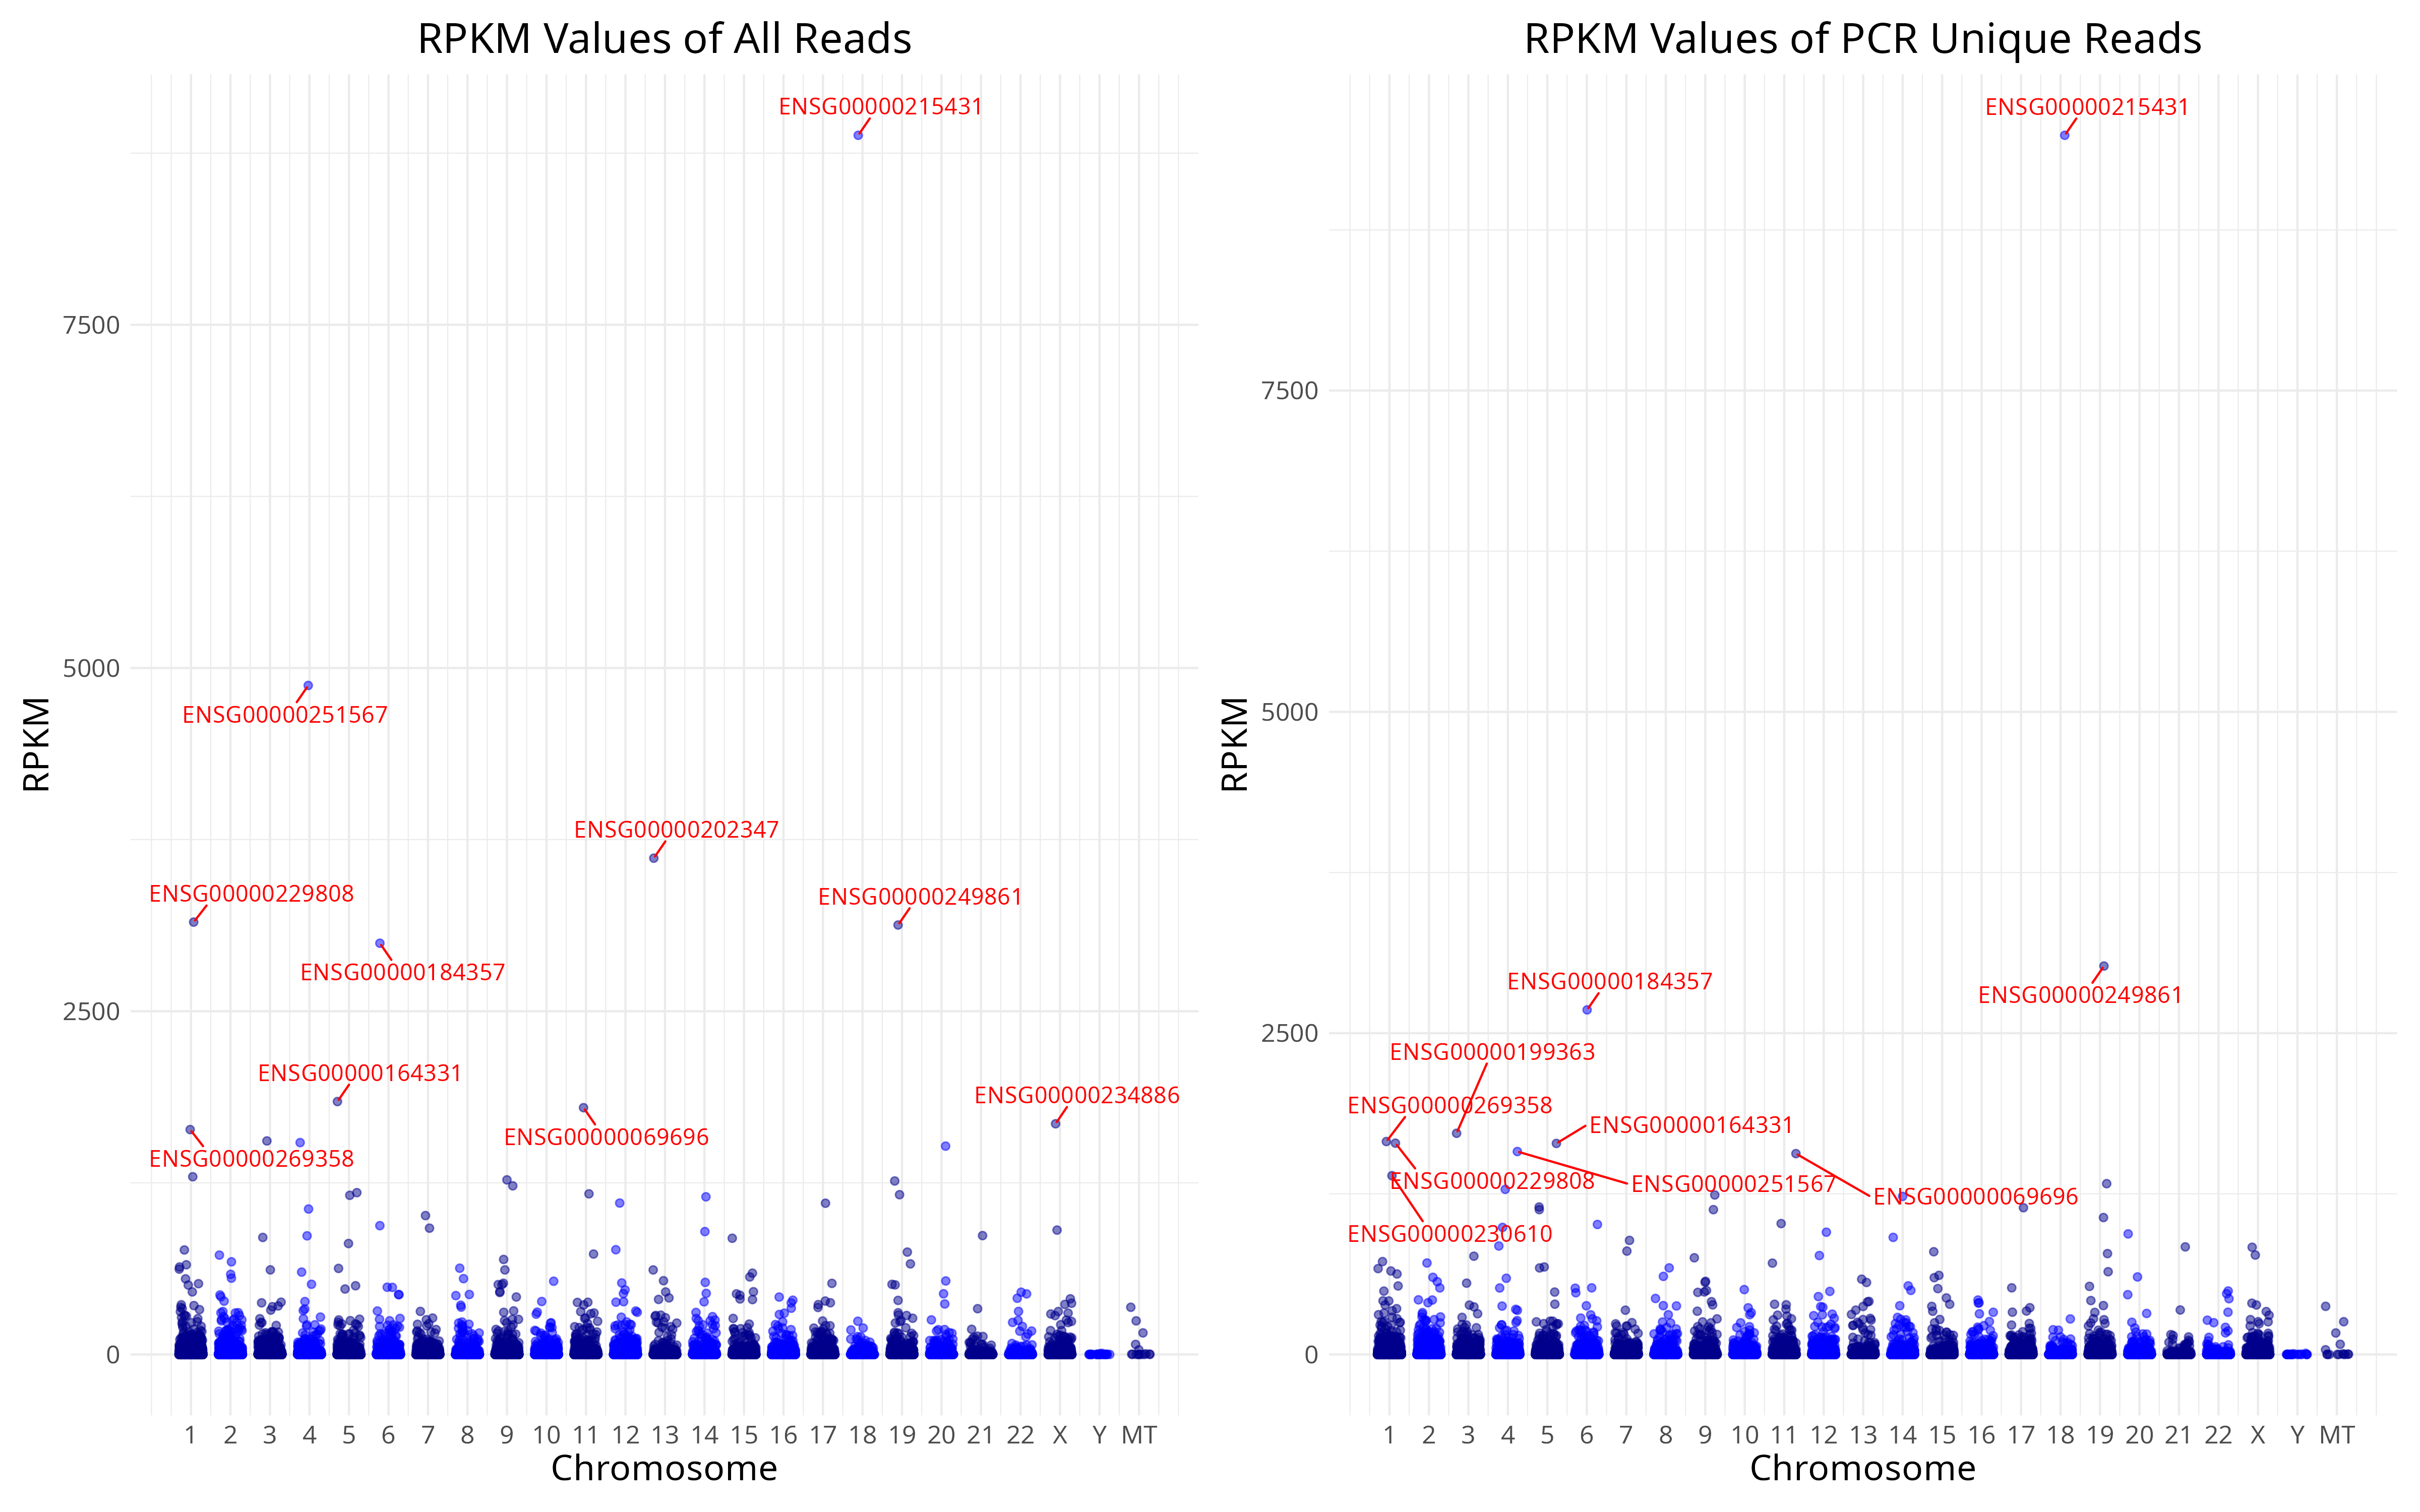 RPKM Values of All Reads
ENSG00000215431
7500
5000
ENSG00000251567
ENSG00000202347
ENSG00000229808
ENSG00000249861
ENSG00000184357
2500
ENSG00000164331
ENSG00000234886
ENSG00000069696
ENSG00000269358
0
RPKM
1 2 3 4 5 6 7 8 9 10 11 12 13 14 15 16 17 18 19 20 21 22 X Y MT
Chromosome
RPKM Values of PCR Unique Reads
ENSG00000215431
7500
5000
ENSG00000184357
ENSG00000249861
2500
ENSG00000199363
ENSG00000269358
ENSG00000164331
ENSG00000229808
ENSG00000251567
ENSG00000069696
ENSG00000230610
0
RPKM
1 2 3 4 5 6 7 8 9 10 11 12 13 14 15 16 17 18 19 20 21 22 X Y MT
Chromosome